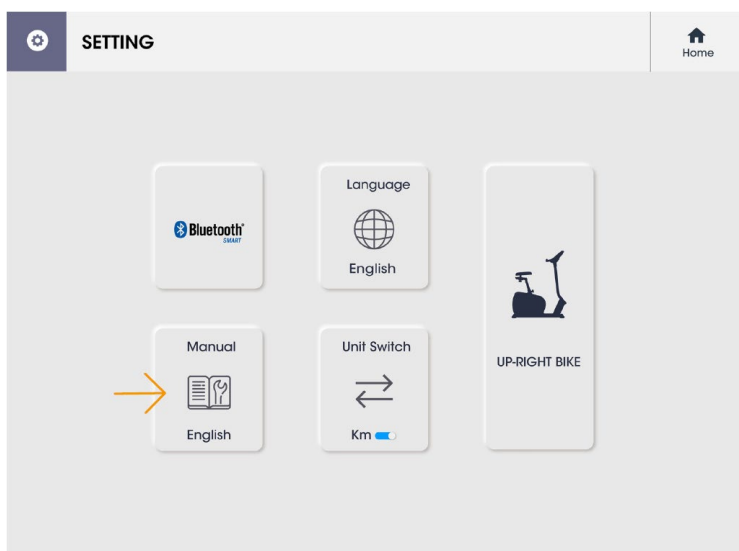 SETTING
Home
Bluetooth®
SMART
Language
English
Manual
English
Unit Switch
Km
UP-RIGHT BIKE